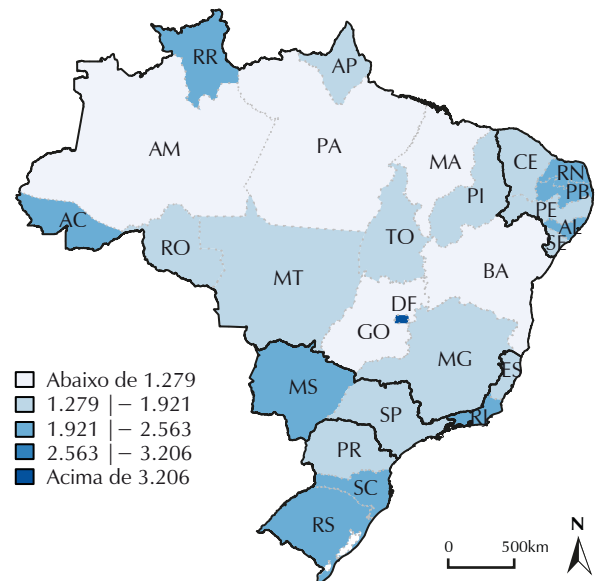 RR
AP
AM
PA
MA
CE
RN
PB
PI
PE
AL
SE
AC
RO
TO
MT
BA
DF
GO
MG
ES
MS
SP
RJ
PR
SC
RS
Abaixo de 1.279
1.279 |− 1.921
1.921 |− 2.563
2.563 |− 3.206
Acima de 3.206
N
0 500km